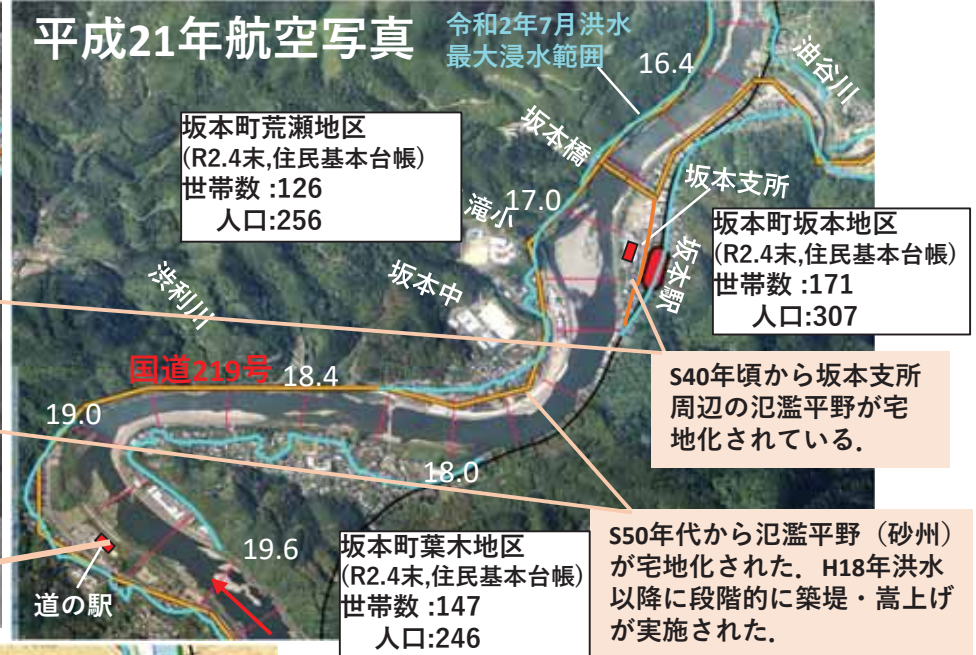 平成21年航空写真
令和2年7月洪水
最大浸水範囲
16.4
油谷川
坂本町荒瀬地区
(R2.4末,住民基本台帳)
世帯数 :126
人口:256
坂本橋
坂本支所
17.0
滝小
坂本町坂本地区
(R2.4末,住民基本台帳)
世帯数 :171
人口:307
坂本駅
坂本中
渋利川
国道219号
18.4
S40年頃から坂本支所
周辺の氾濫平野が宅
地化されている.
19.0
18.0
19.6
坂本町葉木地区
(R2.4末,住民基本台帳)
世帯数 :147
人口:246
S50年代から氾濫平野（砂州）
が宅地化された．H18年洪水
以降に段階的に築堤・嵩上げ
が実施された.
道の駅